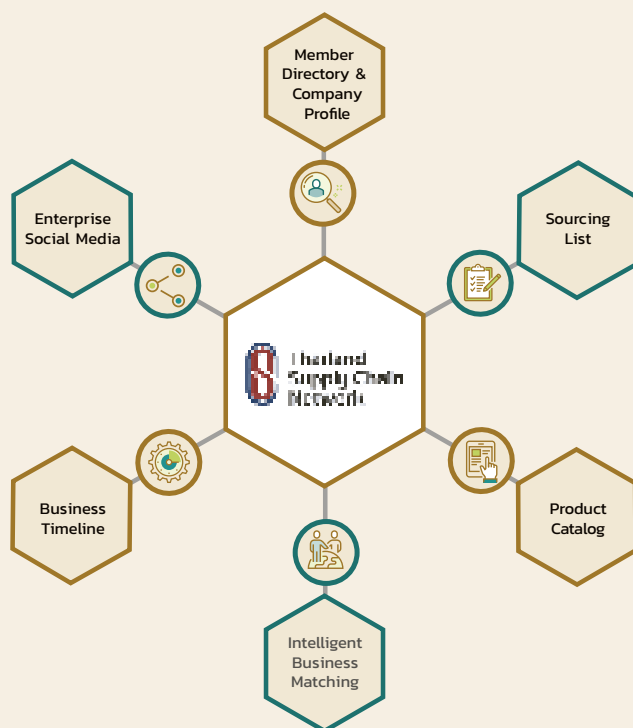 Member
Directory &
Company
Profile
Enterprise
Social Media
Sourcing
List
Thailand
Supply Chain
Network
Business
Timeline
Product
Catalog
Intelligent
Business
Matching